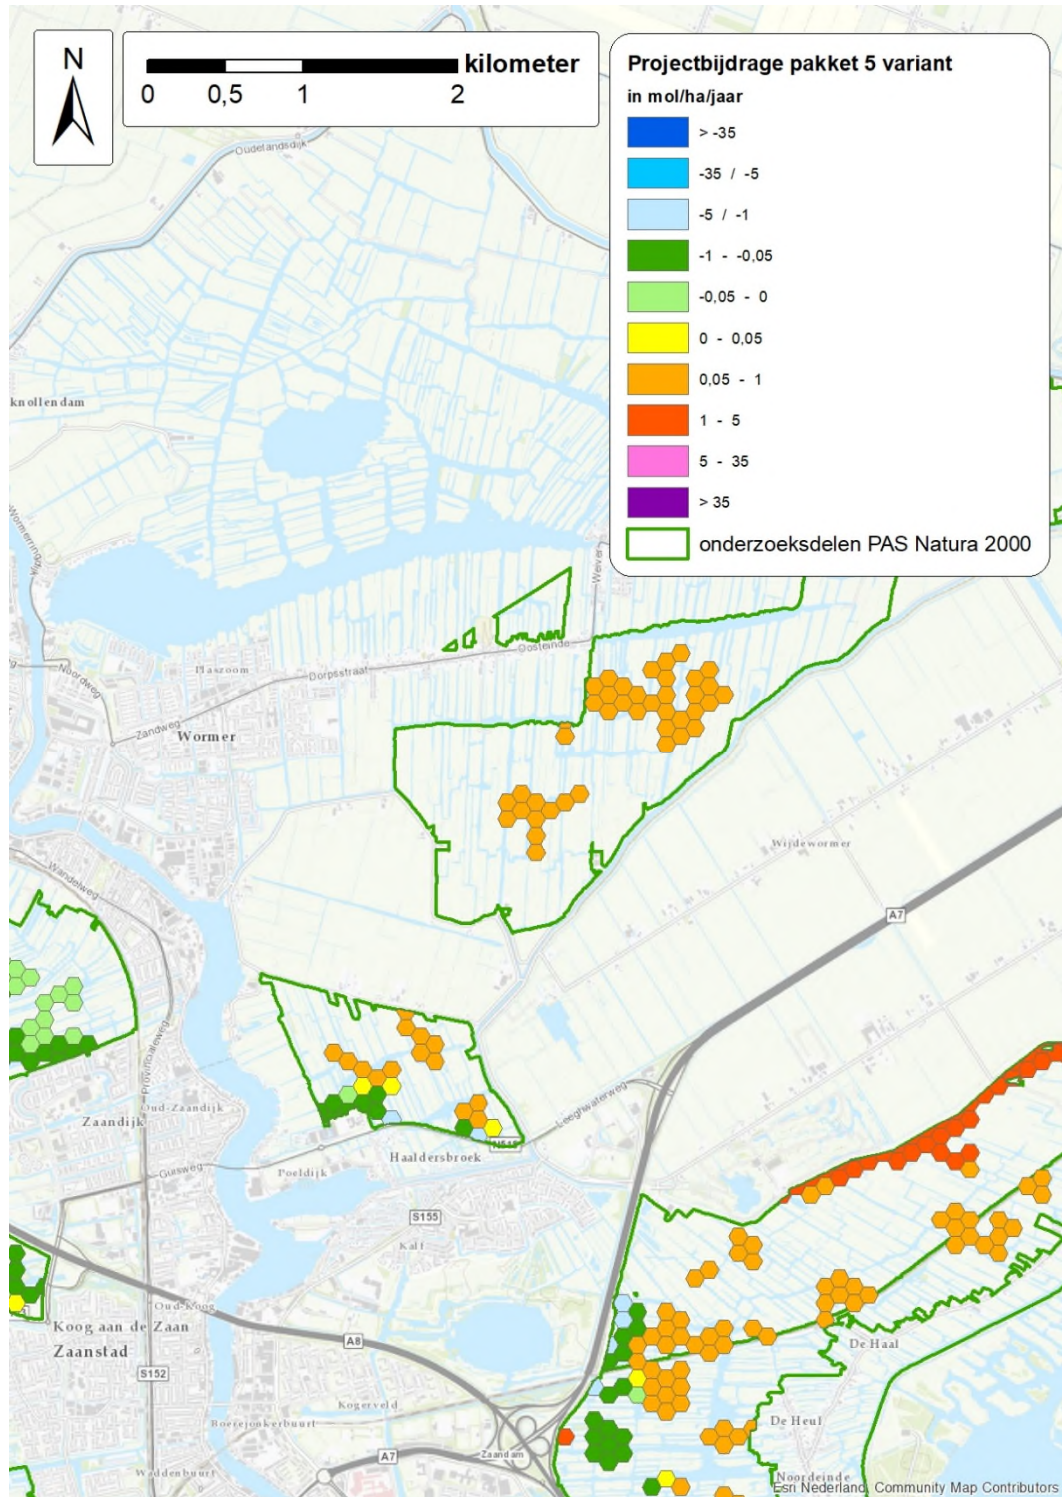 N
kilometer
0 0,5 1 2
Projectbijdrage pakket 5 variant
in mol/ha/jaar
> -35
-35 / -5
-5 / -1
-1 - -0,05
-0,05 - 0
0 - 0,05
0,05 - 1
1 - 5
5 - 35
> 35
onderzoeksdelen PAS Natura 2000
Oudelandsdijk
knollendam
Wormerringvijp
Weiver
Oosteinde
Plaszoom
Dorpsstraat
Noordweg
Zandweg
Wormer
Wijdewormer
Wandelweg
A7
Provincialeweg
Leeghwaterweg
Oud-Zaandijk
Zaandijk
N515
Haaldersbroek
Guisweg
Poeldijk
S155
Kalf
Oud-Koog
Koog aan de Zaan
Zaanstad
A8
De Haal
S152
Kogerveld
Boerejonkerbuurt
De Heul
A7
Zaandam
Waddenbuurt
Noordeinde
Esri Nederland, Community Map Contributors